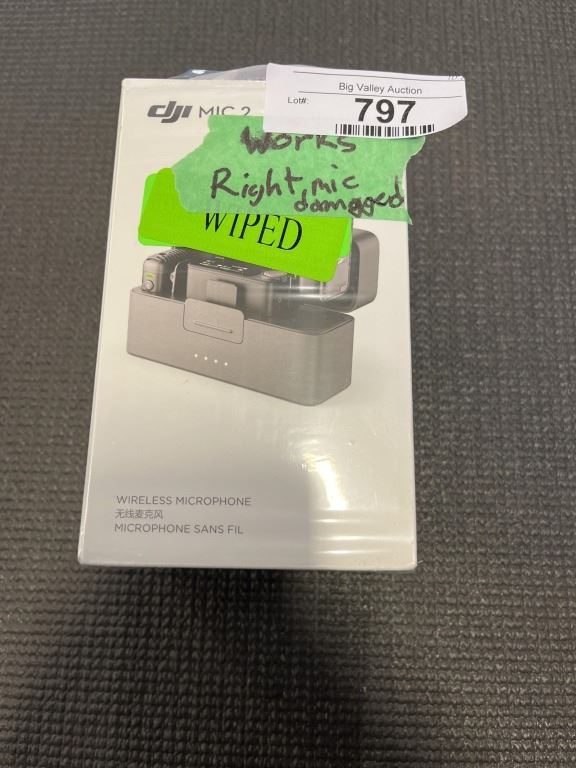 Big Valley Auction
Lot#:
797
dji MIC 2
Works
Right mic
damaged
WIPED
WIRELESS MICROPHONE
无线麦克风
MICROPHONE SANS FIL